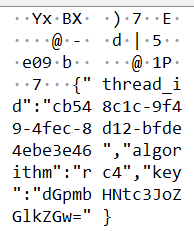 ··Yx·BX··)·7··E·
···@·-··d·|·5··
·e09·b····@·1P
·7···{"
thread_i
d":"cb54
8c1c-9f4
9-4fec-8
d12-bfde
4ebe3e46
","algor
ithm":"r
c4","key
":"dGpmb
HNtc3JoZ
GlkZGw="
}